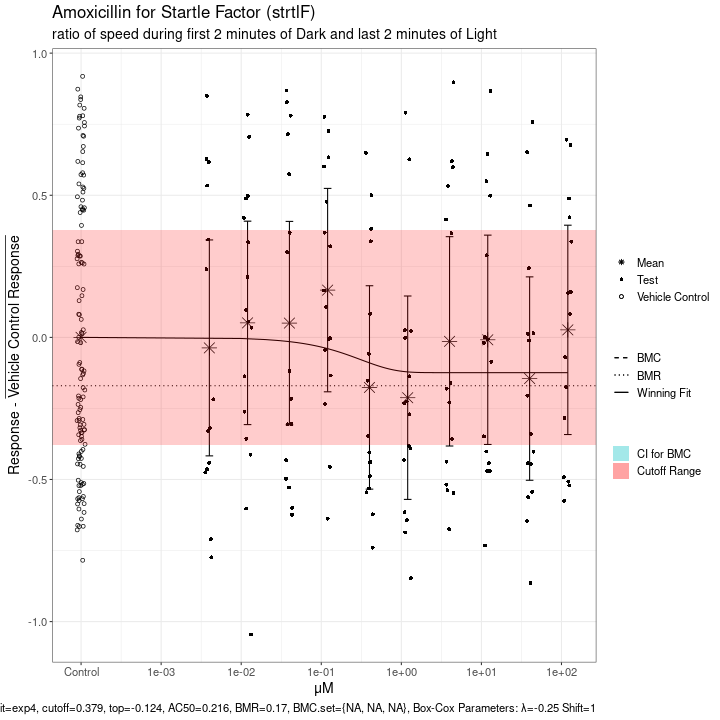 Amoxicillin for Startle Factor (strtlF)
ratio of speed during first 2 minutes of Dark and last 2 minutes of Light
Response - Vehicle Control Response
1.0
0.5
0.0
-0.5
-1.0
Control
1e-03
1e-02
1e-01
1e+00
1e+01
1e+02
μM
Mean
Test
Vehicle Control
BMC
BMR
Winning Fit
CI for BMC
Cutoff Range
it=exp4, cutoff=0.379, top=-0.124, AC50=0.216, BMR=0.17, BMC.set={NA, NA, NA}, Box-Cox Parameters: λ=-0.25 Shift=1